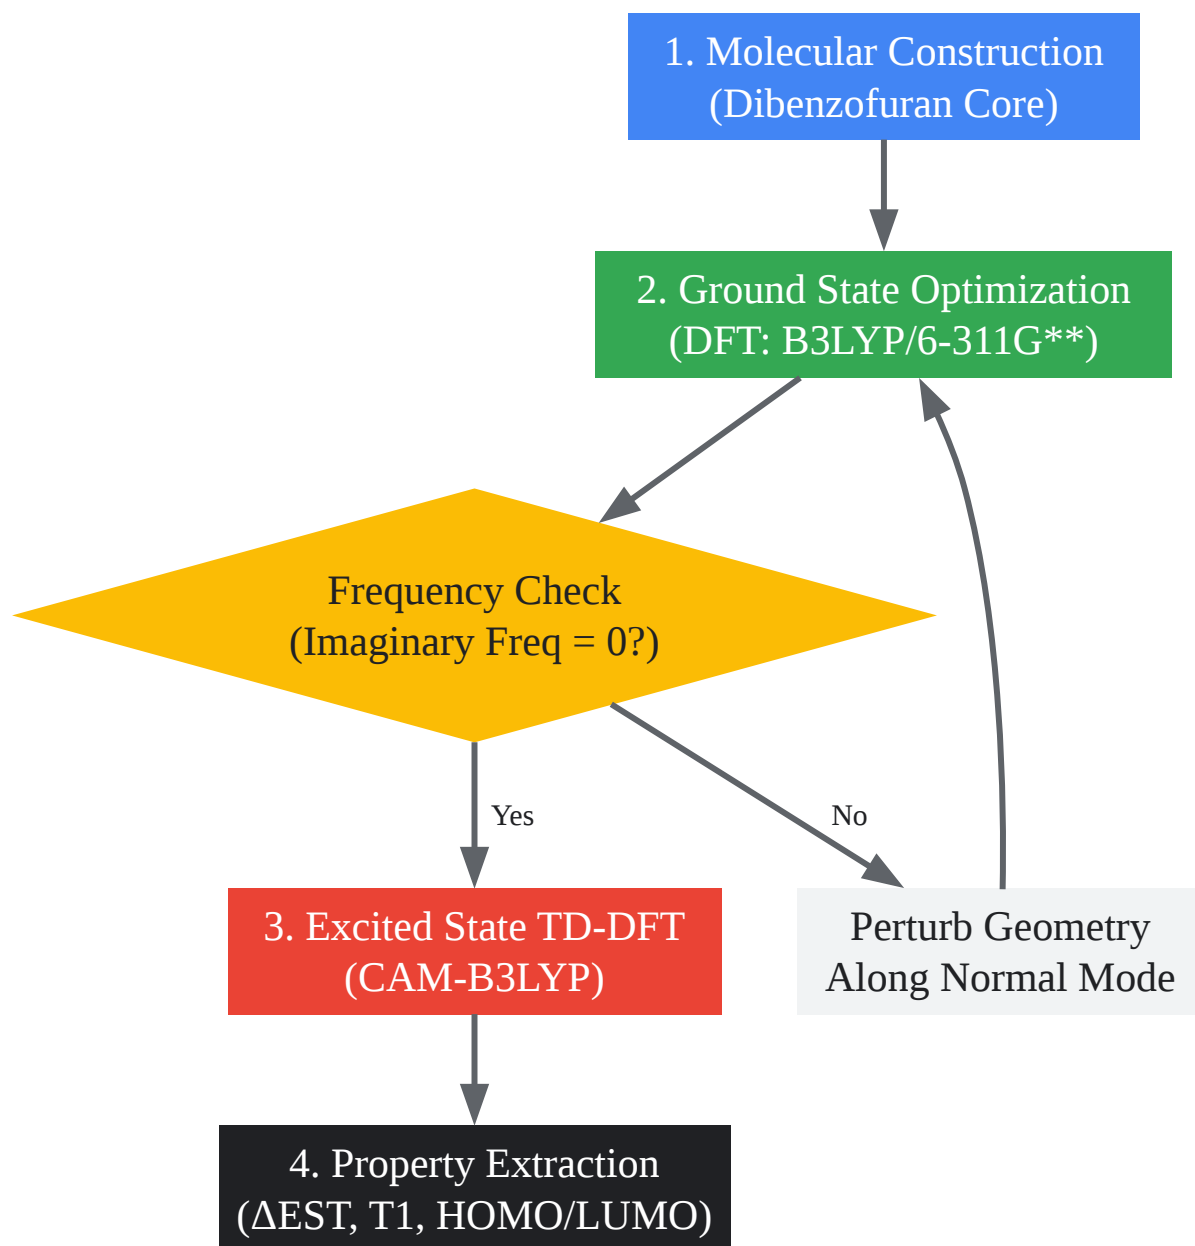 1. Molecular Construction
(Dibenzofuran Core)
2. Ground State Optimization
(DFT: B3LYP/6-311G**)
Frequency Check
(Imaginary Freq = 0?)
Yes
No
3. Excited State TD-DFT
(CAM-B3LYP)
Perturb Geometry
Along Normal Mode
4. Property Extraction
(ΔEST, T1, HOMO/LUMO)